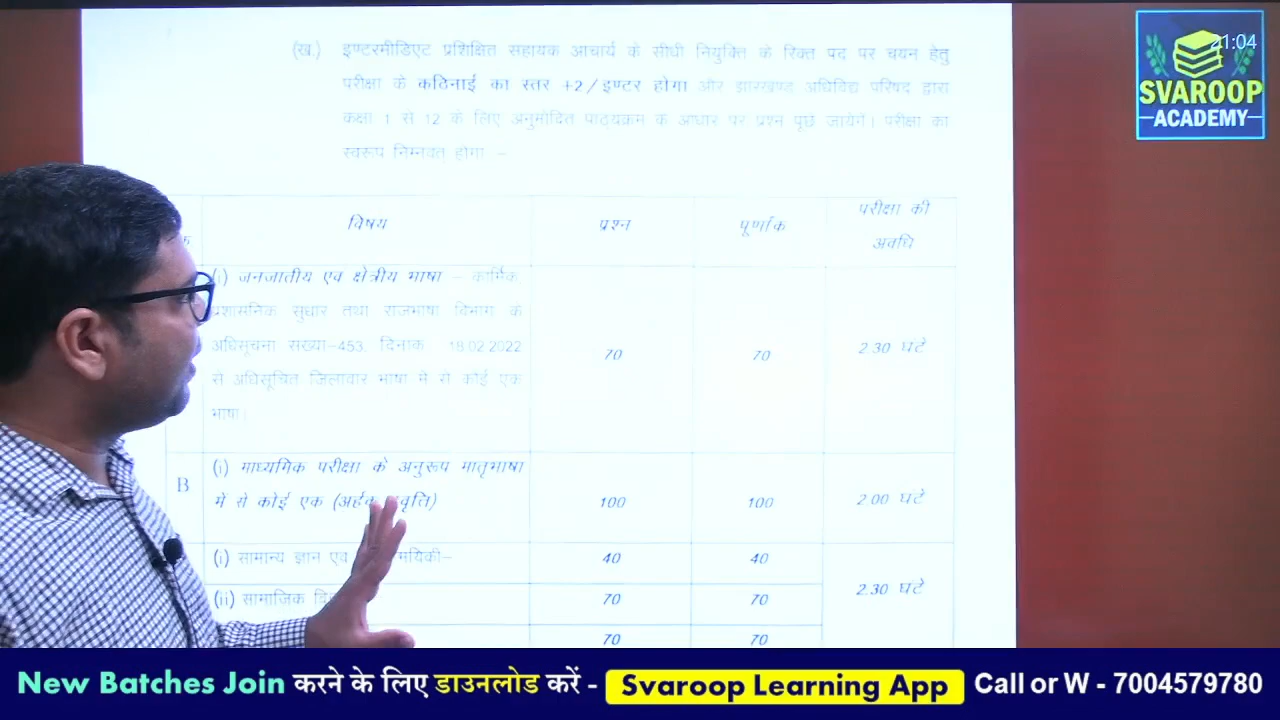 21:04
SVAROOP
ACADEMY
(ख.) इण्टरमीडिएट प्रशिक्षित सहायक आचार्य के सीधी नियुक्ति के रिक्त पद पर चयन हेतु
परीक्षा के कठिनाई का स्तर +2/इण्टर होगा और झारखण्ड अधिविद्य परिषद द्वारा
कक्षा 1 से 12 के लिए अनुमोदित पाठ्यक्रम के आधार पर प्रश्न पूछे जायेंगे। परीक्षा का
स्वरूप निम्नवत होगा –
विषय प्रश्न पूर्णांक परीक्षा की अवधि
(i) जनजातीय एवं क्षेत्रीय भाषा – कार्मिक,
प्रशासनिक सुधार तथा राजभाषा विभाग के
अधिसूचना संख्या–453, दिनांक 18.02.2022
से अधिसूचित जिलावार भाषा में से कोई एक
भाषा।
70 70 2.30 घंटे
B (i) माध्यमिक परीक्षा के अनुरूप मातृभाषा
में से कोई एक
100 100 2.00 घंटे
(i) सामान्य ज्ञान एवं 40 40
(ii) सामाजिक 70 70 2.30 घंटे
70 70
New Batches Join करने के लिए डाउनलोड करें - Svaroop Learning App Call or W - 7004579780